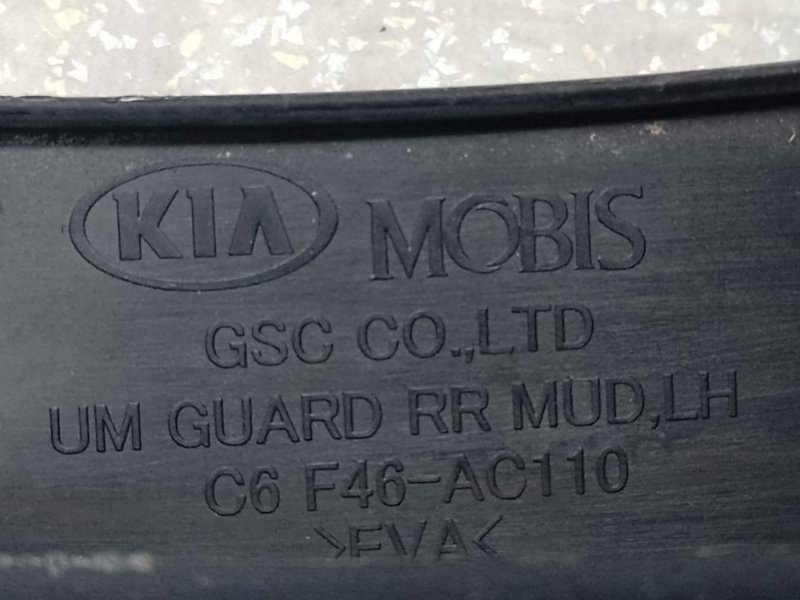 KIA MOBIS
GSC CO.,LTD
UM GUARD RR MUD,LH
C6 F46-AC110
>EVA<